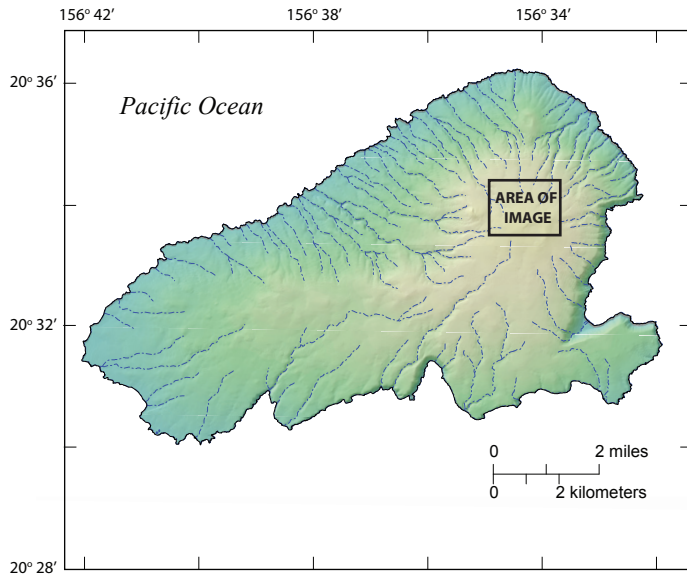 156° 42′ 156° 38′ 156° 34′
20° 36′
Pacific Ocean
AREA OF
IMAGE
20° 32′
0 2 miles
0 2 kilometers
20° 28′